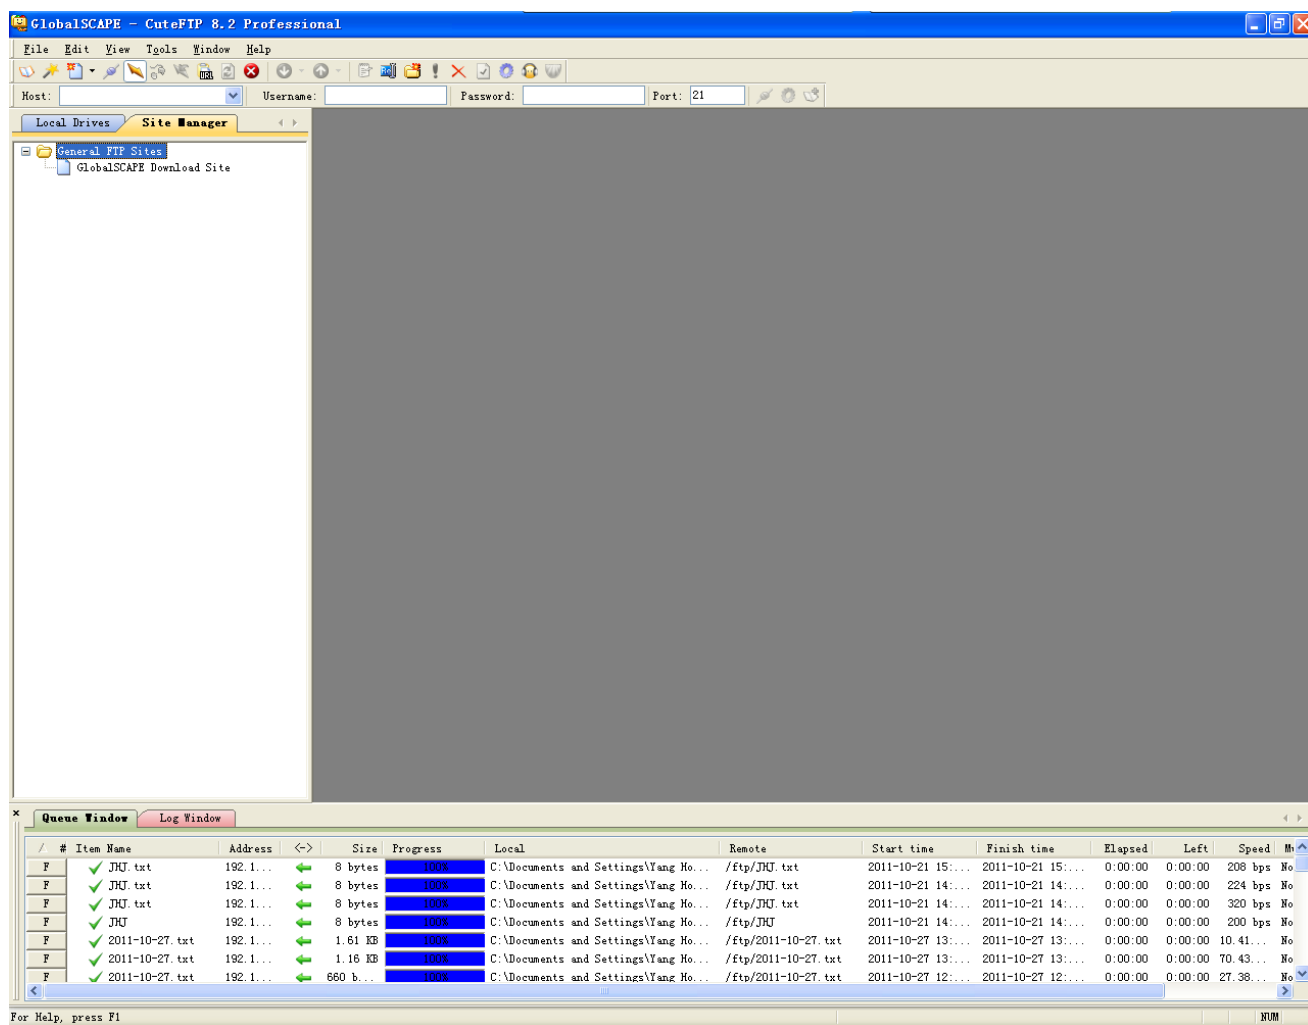 GlobalSCAPE - CuteFTP 8.2 Professional
File Edit View Tools Window Help
URL
Host: Username: Password: Port: 21
Local Drives Site Manager
General FTP Sites
GlobalSCAPE Download Site
Queue Window Log Window
/ # Item Name Address <-> Size Progress Local Remote Start time Finish time Elapsed Left Speed
F JHJ.txt 192.1... 8 bytes 100% C:\Documents and Settings\Yang Ho... /ftp/JHJ.txt 2011-10-21 15:... 2011-10-21 15:... 0:00:00 0:00:00 208 bps No
F JHJ.txt 192.1... 8 bytes 100% C:\Documents and Settings\Yang Ho... /ftp/JHJ.txt 2011-10-21 14:... 2011-10-21 14:... 0:00:00 0:00:00 224 bps No
F JHJ.txt 192.1... 8 bytes 100% C:\Documents and Settings\Yang Ho... /ftp/JHJ.txt 2011-10-21 14:... 2011-10-21 14:... 0:00:00 0:00:00 320 bps No
F JHJ 192.1... 8 bytes 100% C:\Documents and Settings\Yang Ho... /ftp/JHJ 2011-10-21 14:... 2011-10-21 14:... 0:00:00 0:00:00 200 bps No
F 2011-10-27.txt 192.1... 1.61 KB 100% C:\Documents and Settings\Yang Ho... /ftp/2011-10-27.txt 2011-10-27 13:... 2011-10-27 13:... 0:00:00 0:00:00 10.41... No
F 2011-10-27.txt 192.1... 1.16 KB 100% C:\Documents and Settings\Yang Ho... /ftp/2011-10-27.txt 2011-10-27 13:... 2011-10-27 13:... 0:00:00 0:00:00 70.43... No
F 2011-10-27.txt 192.1... 660 b... 100% C:\Documents and Settings\Yang Ho... /ftp/2011-10-27.txt 2011-10-27 12:... 2011-10-27 12:... 0:00:00 0:00:00 27.38... No
For Help, press F1 NUM